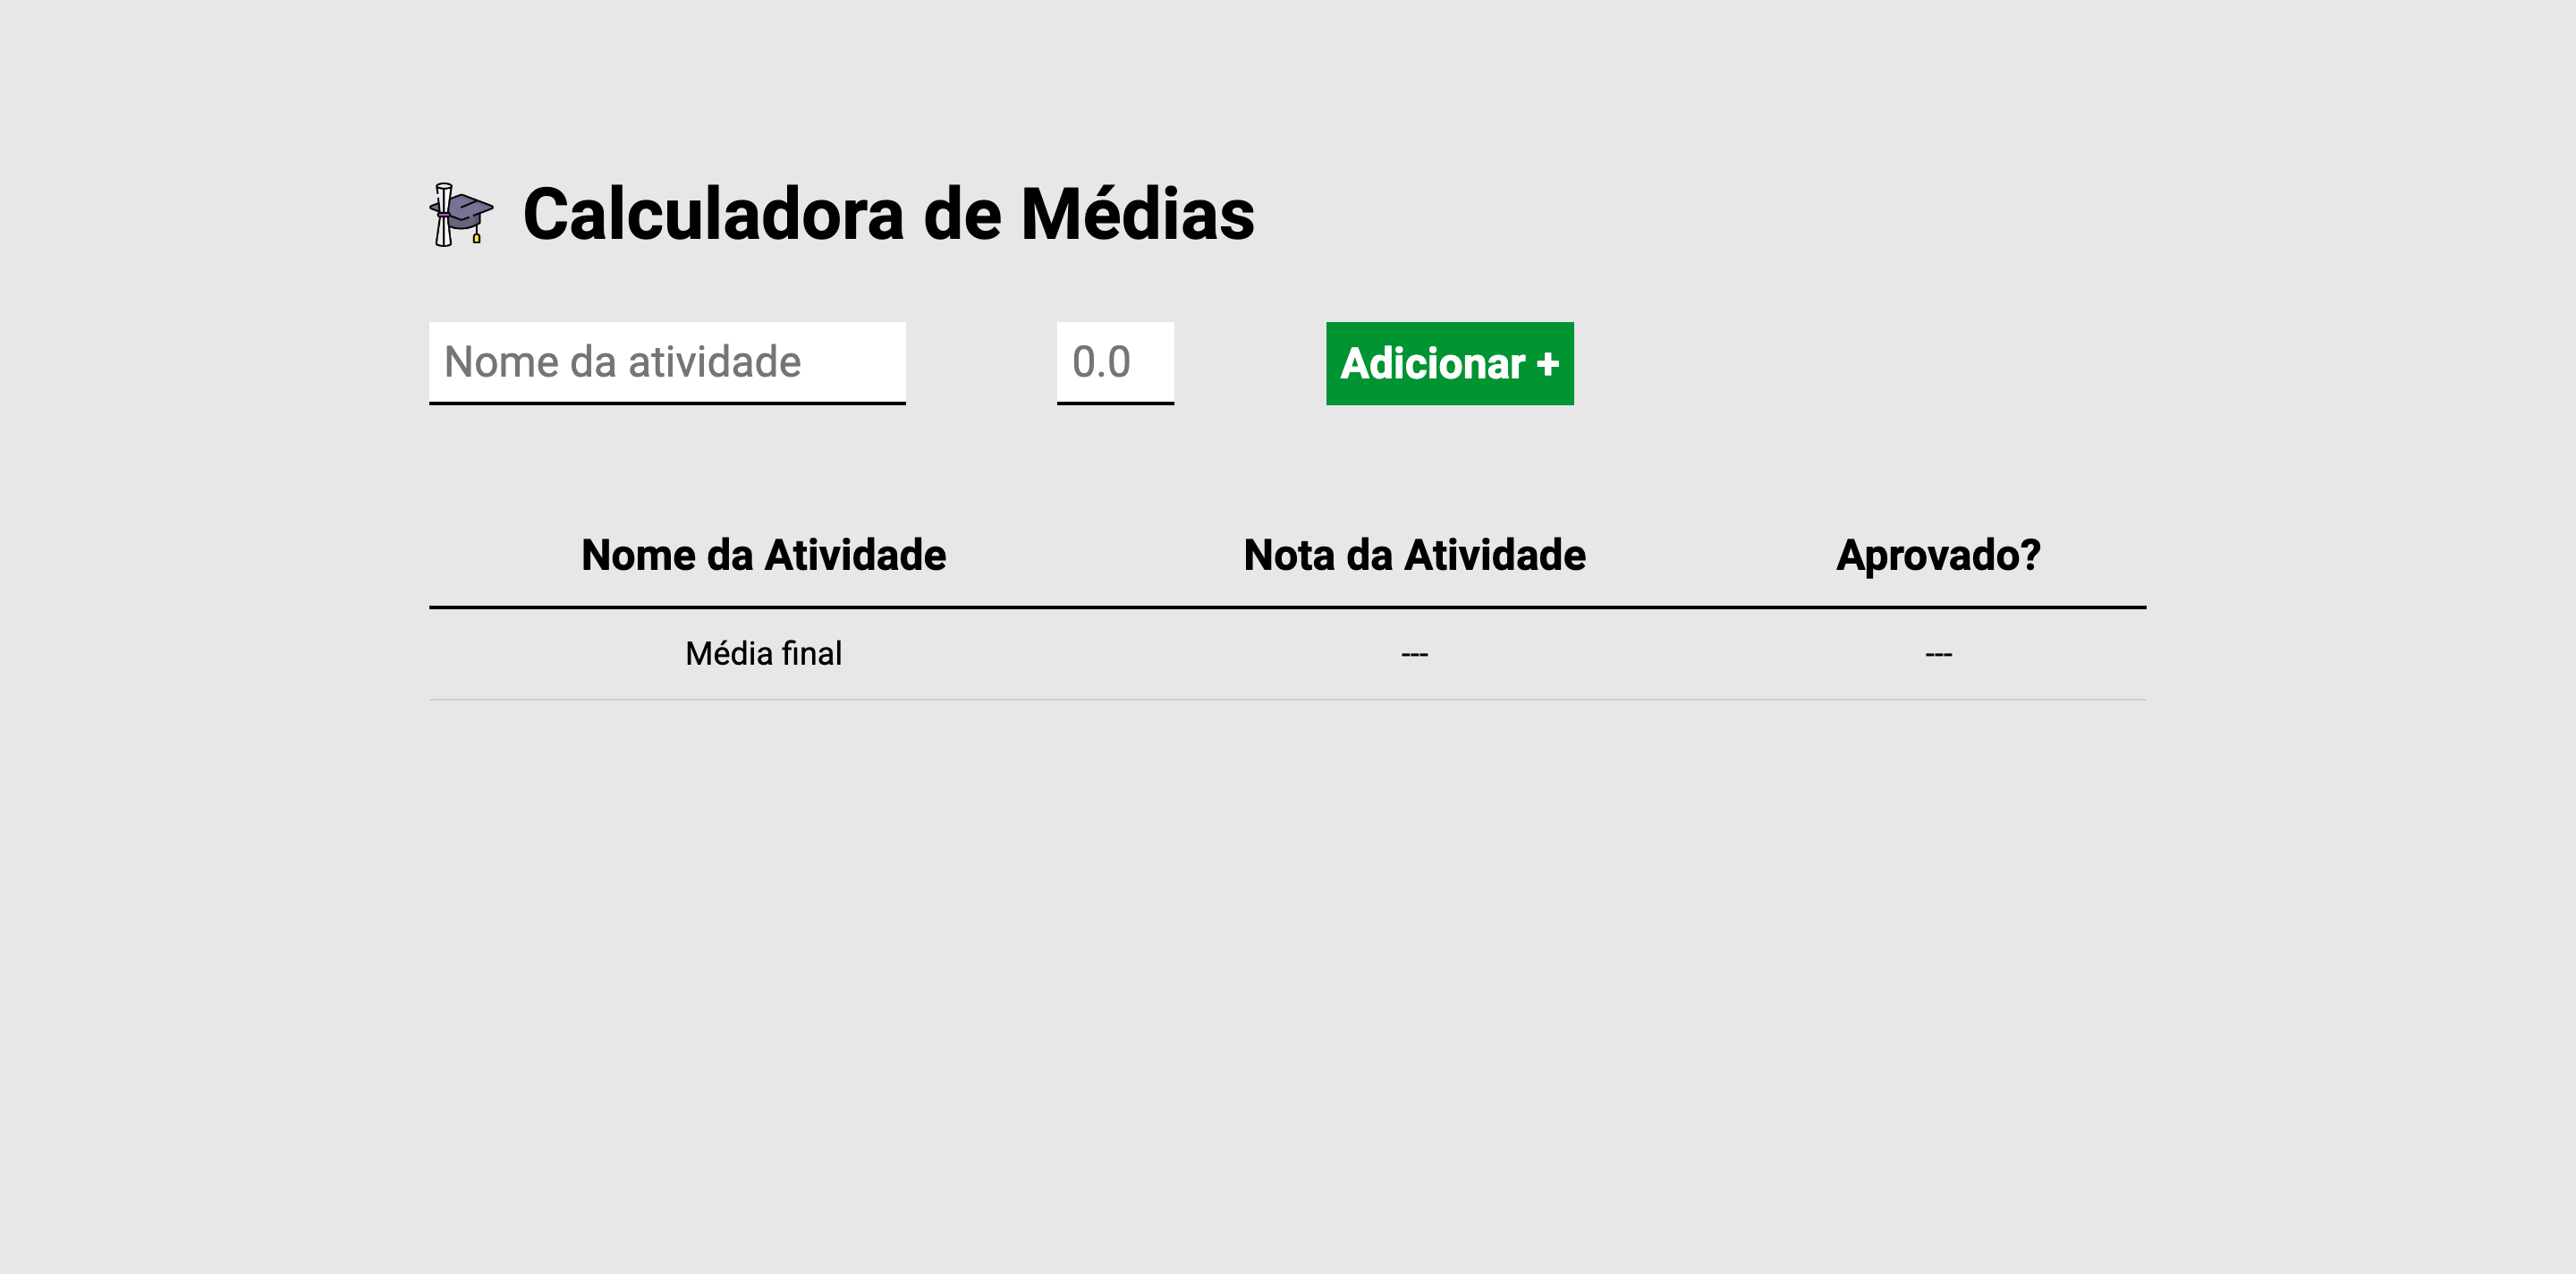 Calculadora de Médias
Nome da atividade 0.0 Adicionar +
Nome da Atividade Nota da Atividade Aprovado?
Média final --- ---